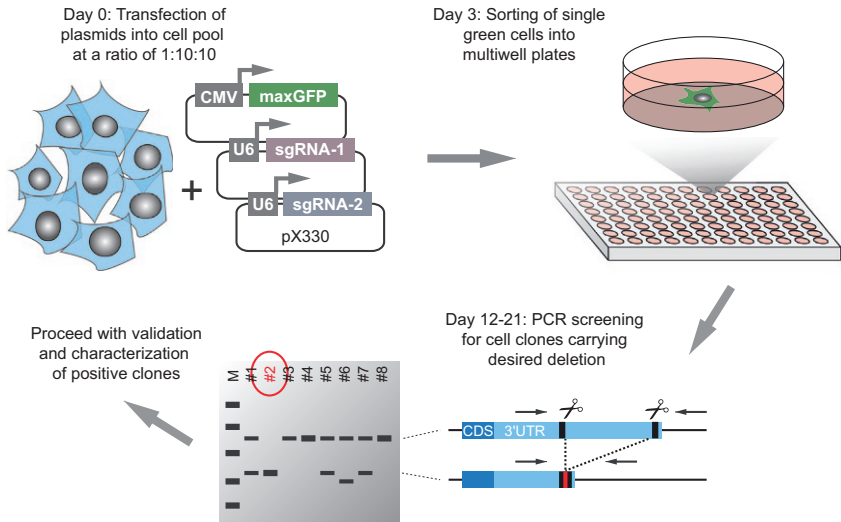 Day 0: Transfection of
plasmids into cell pool
at a ratio of 1:10:10
CMV
maxGFP
U6
sgRNA-1
U6
sgRNA-2
pX330
+
Day 3: Sorting of single
green cells into
multiwell plates
Day 12-21: PCR screening
for cell clones carrying
desired deletion
CDS
3'UTR
Proceed with validation
and characterization
of positive clones
M
#1
#2
#3
#4
#5
#6
#7
#8